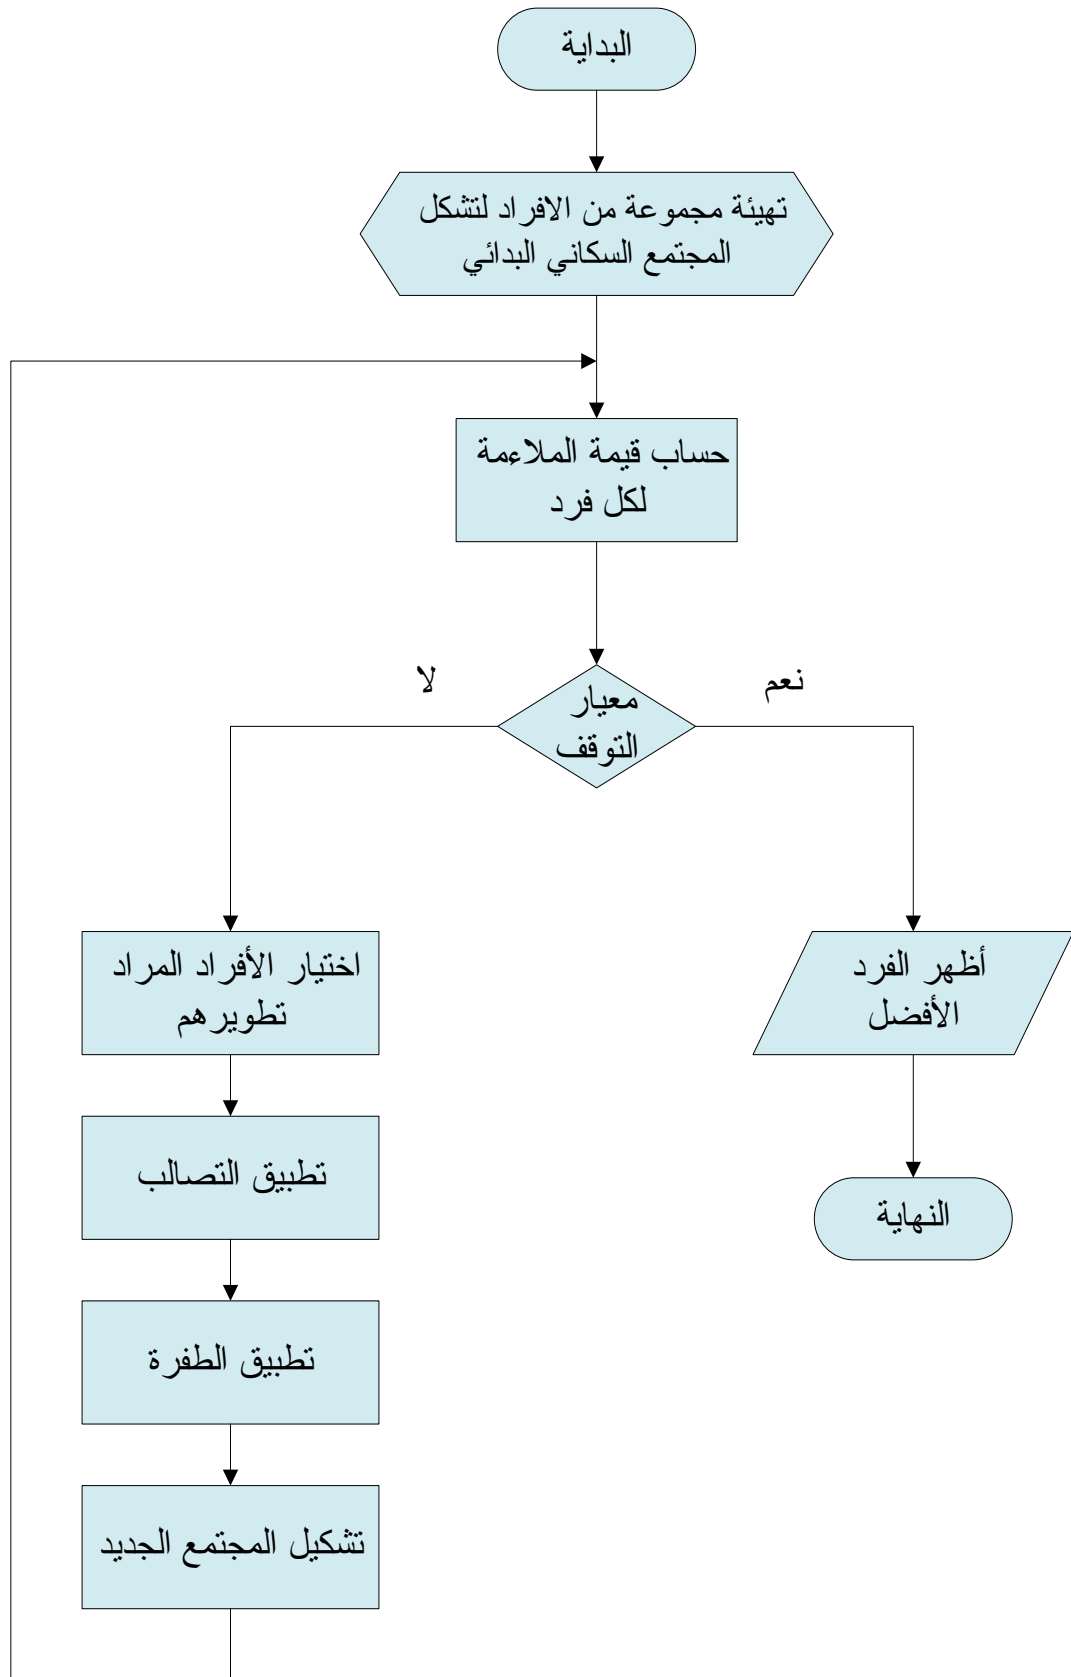 البداية
تهيئة مجموعة من الافراد لتشكل
المجتمع السكاني البدائي
حساب قيمة الملاءمة
لكل فرد
معيار
التوقف
نعم
لا
أظهر الفرد
الأفضل
النهاية
اختيار الأفراد المراد
تطويرهم
تطبيق التصالب
تطبيق الطفرة
تشكيل المجتمع الجديد